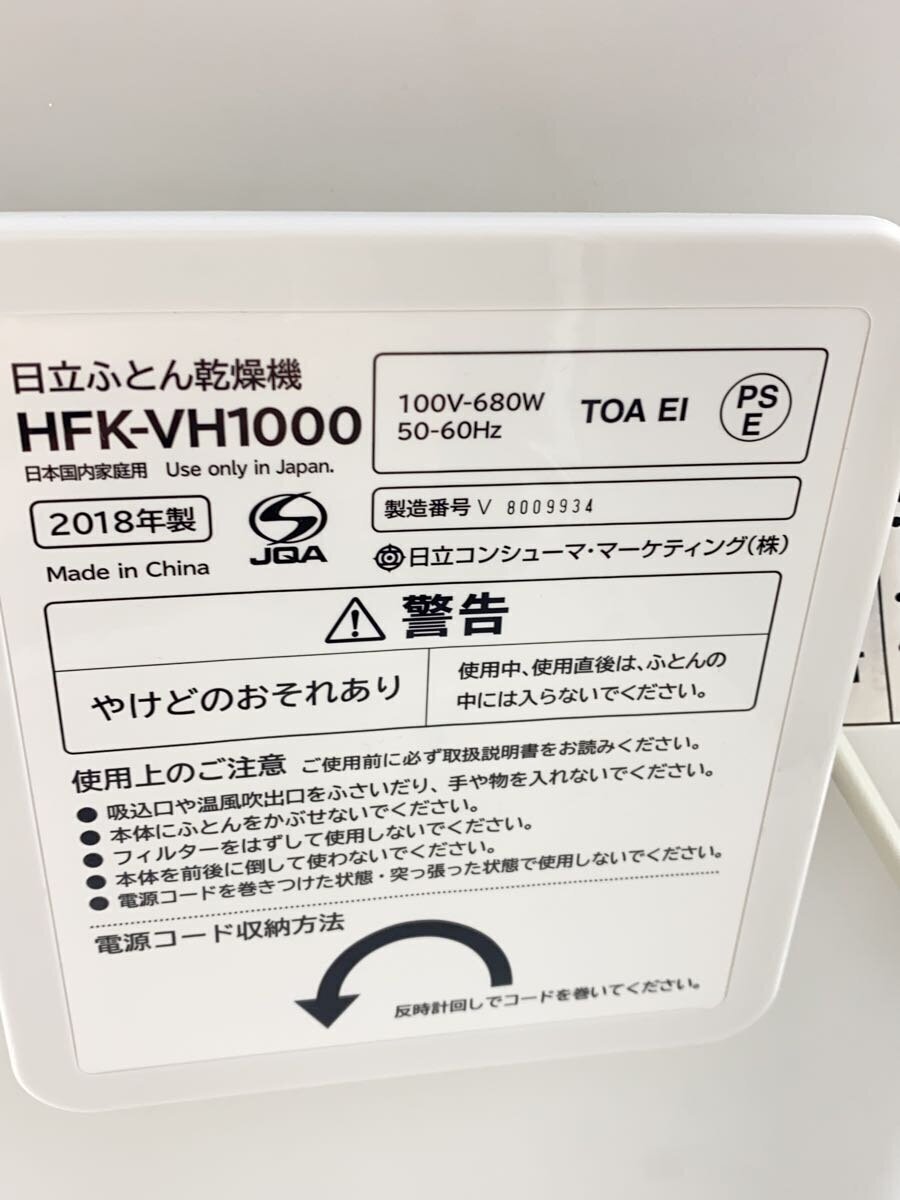 日立ふとん乾燥機
HFK-VH1000
日本国内家庭用 Use only in Japan.
100V-680W
50-60Hz
TOA EI
PS
E
2018年製
JQA
製造番号 V 8009934
Made in China
日立コンシューマ・マーケティング(株)
警告
やけどのおそれあり
使用中、使用直後は、ふとんの
中には入らないでください。
使用上のご注意 ご使用前に必ず取扱説明書をお読みください。
● 吸込口や温風吹出口をふさいだり、手や物を入れないでください。
● 本体にふとんをかぶせないでください。
● フィルターをはずして使用しないでください。
● 本体を前後に倒して使わないでください。
● 電源コードを巻きつけた状態・突っ張った状態で使用しないでください。
電源コード収納方法
反時計回しでコードを巻いてください。